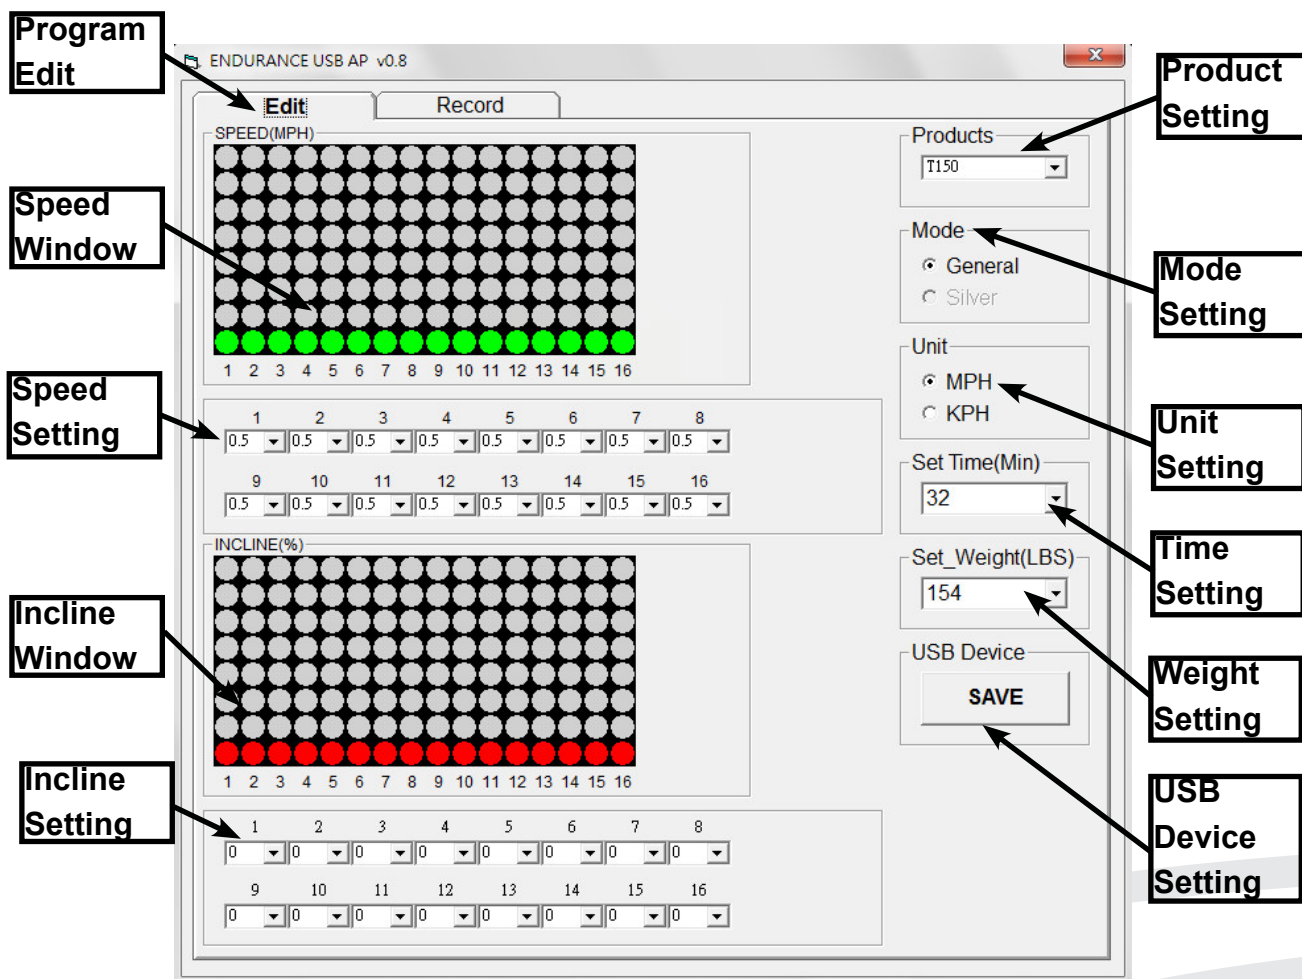 Program
Edit
ENDURANCE USB AP v0.8
x
Product
Setting
Edit
Record
SPEED(MPH)
Products
T150
Speed
Window
Mode
General
Silver
Mode
Setting
1 2 3 4 5 6 7 8 9 10 11 12 13 14 15 16
Unit
MPH
KPH
Unit
Setting
Speed
Setting
1 2 3 4 5 6 7 8
0.5 0.5 0.5 0.5 0.5 0.5 0.5 0.5
9 10 11 12 13 14 15 16
0.5 0.5 0.5 0.5 0.5 0.5 0.5 0.5
Set Time(Min)
32
Time
Setting
INCLINE(%)
Set_Weight(LBS)
154
Incline
Window
USB Device
SAVE
Weight
Setting
1 2 3 4 5 6 7 8 9 10 11 12 13 14 15 16
Incline
Setting
USB
Device
Setting
1 2 3 4 5 6 7 8
0 0 0 0 0 0 0 0
9 10 11 12 13 14 15 16
0 0 0 0 0 0 0 0